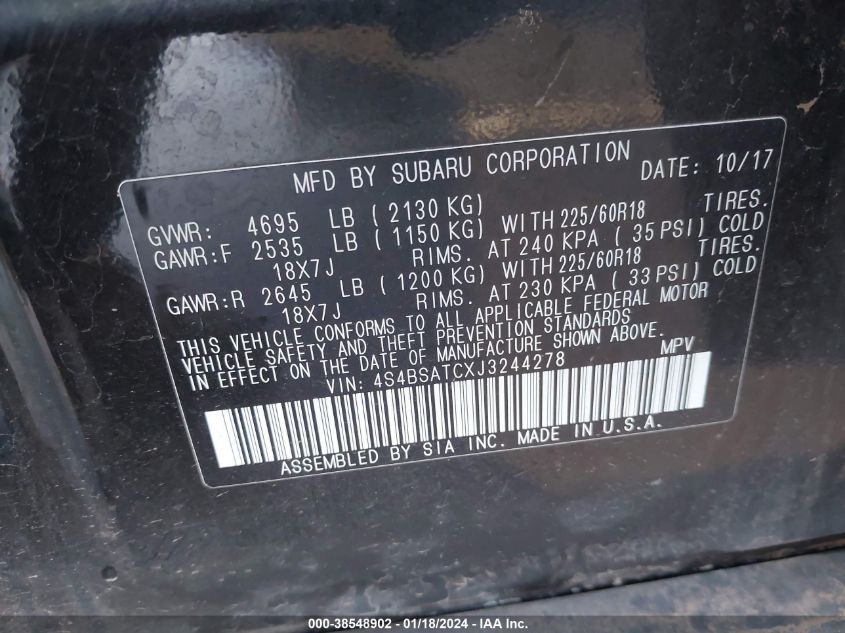 MFD BY SUBARU CORPORATION DATE: 10/17
GVWR: 4695 LB ( 2130 KG)
GAWR:F 2535 LB ( 1150 KG) WITH 225/60R18 TIRES.
18X7J RIMS. AT 240 KPA ( 35 PSI) COLD
GAWR:R 2645 LB ( 1200 KG) WITH 225/60R18 TIRES.
18X7J RIMS. AT 230 KPA ( 33 PSI) COLD
THIS VEHICLE CONFORMS TO ALL APPLICABLE FEDERAL MOTOR
VEHICLE SAFETY AND THEFT PREVENTION STANDARDS
IN EFFECT ON THE DATE OF MANUFACTURE SHOWN ABOVE.
VIN: 4S4BSATCXJ3244278 MPV
ASSEMBLED BY SIA INC. MADE IN U.S.A.
000-38548902 - 01/18/2024 - 1759267801